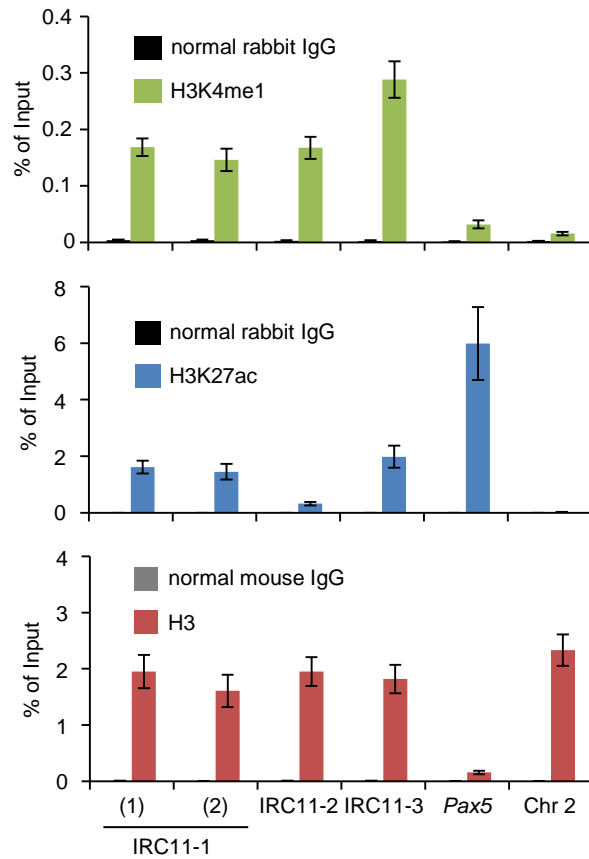 0.4
0.3
0.2
0.1
0
% of Input
normal rabbit IgG
H3K4me1
8
6
4
2
0
% of Input
normal rabbit IgG
H3K27ac
4
3
2
1
0
% of Input
normal mouse IgG
H3
(1) (2) IRC11-2 IRC11-3 Pax5 Chr 2
IRC11-1